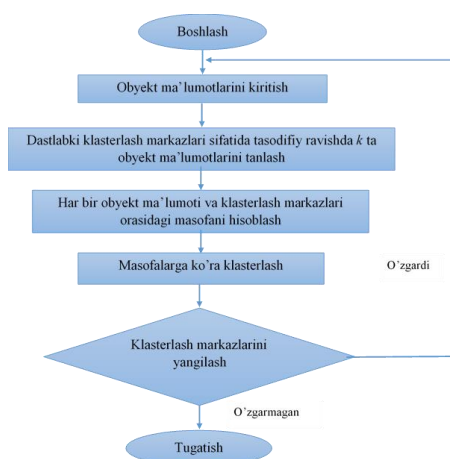 Boshlash
Obyekt ma’lumotlarini kiritish
Dastlabki klasterlash markazlari sifatida tasodifiy ravishda k ta
obyekt ma’lumotlarini tanlash
Har bir obyekt ma’lumoti va klasterlash markazlari
orasidagi masofani hisoblash
Masofalarga ko’ra klasterlash
O’zgardi
Klasterlash markazlarini
yangilash
O’zgarmagan
Tugatish